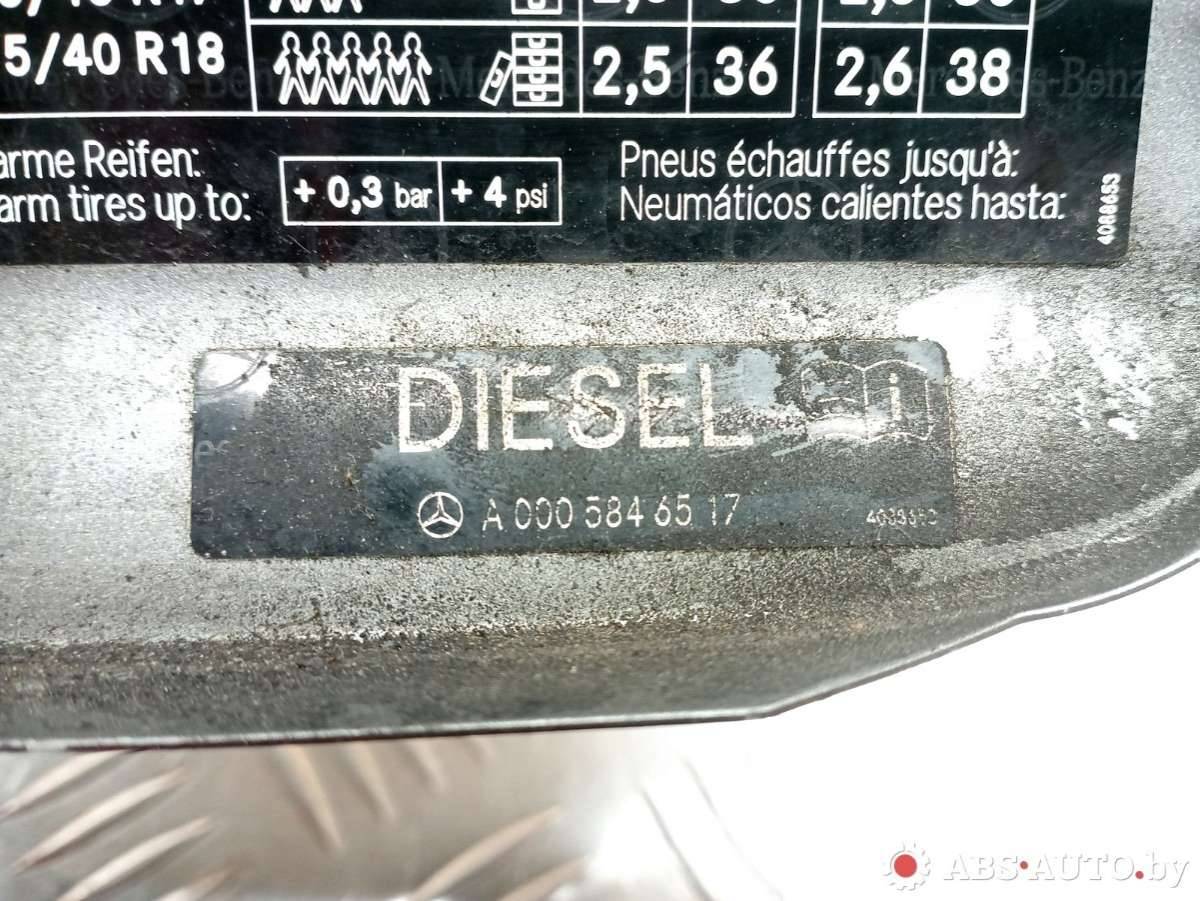 5/40 R18 2,5 36 2,6 38
arme Reifen:
arm tires up to:
+ 0,3 bar + 4 psi
Pneus échauffes jusqu'à:
Neumáticos calientes hasta:
DIESEL i
A 000 584 65 17
ABS-AUTO.by